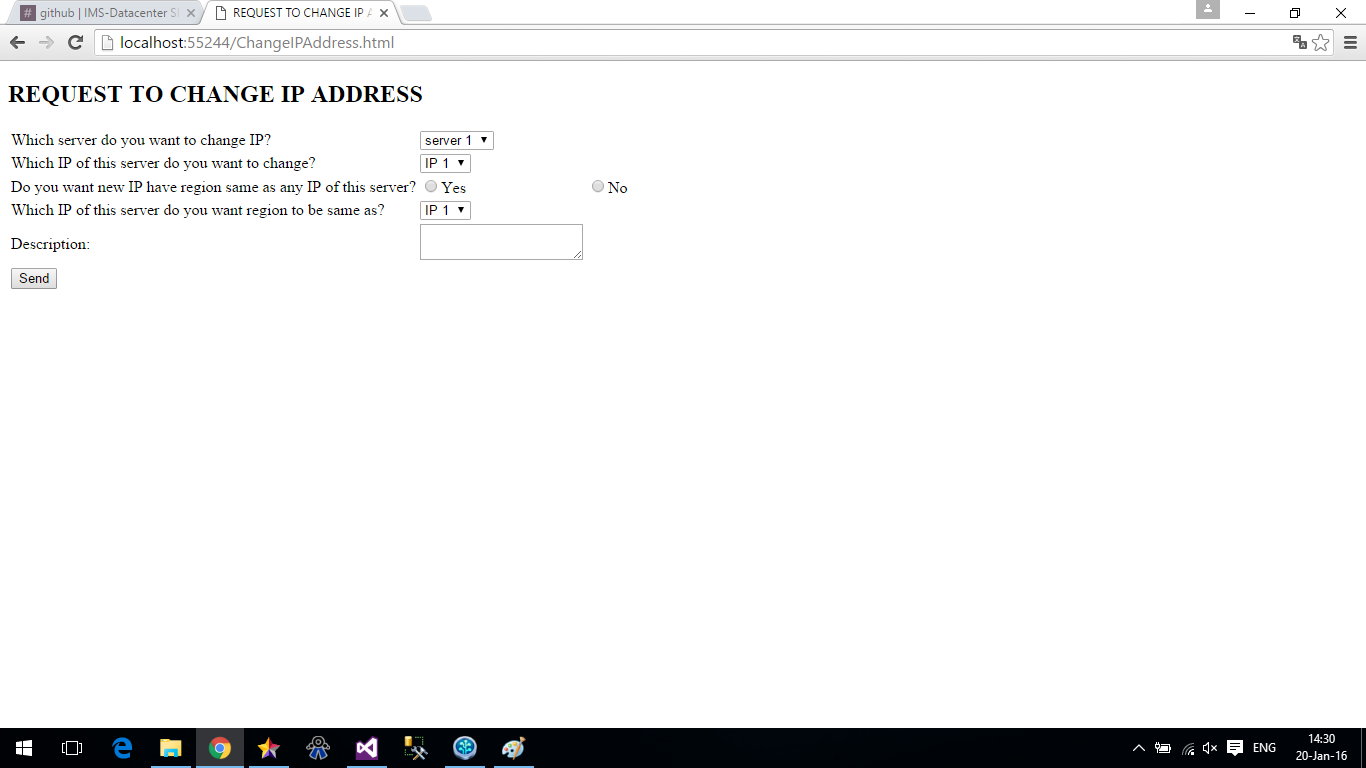 github | IMS-Datacenter S
REQUEST TO CHANGE IP A
localhost:55244/ChangeIPAddress.html
REQUEST TO CHANGE IP ADDRESS
Which server do you want to change IP? server 1
Which IP of this server do you want to change? IP 1
Do you want new IP have region same as any IP of this server? Yes No
Which IP of this server do you want region to be same as? IP 1
Description:
Send
ENG
14:30
20-Jan-16